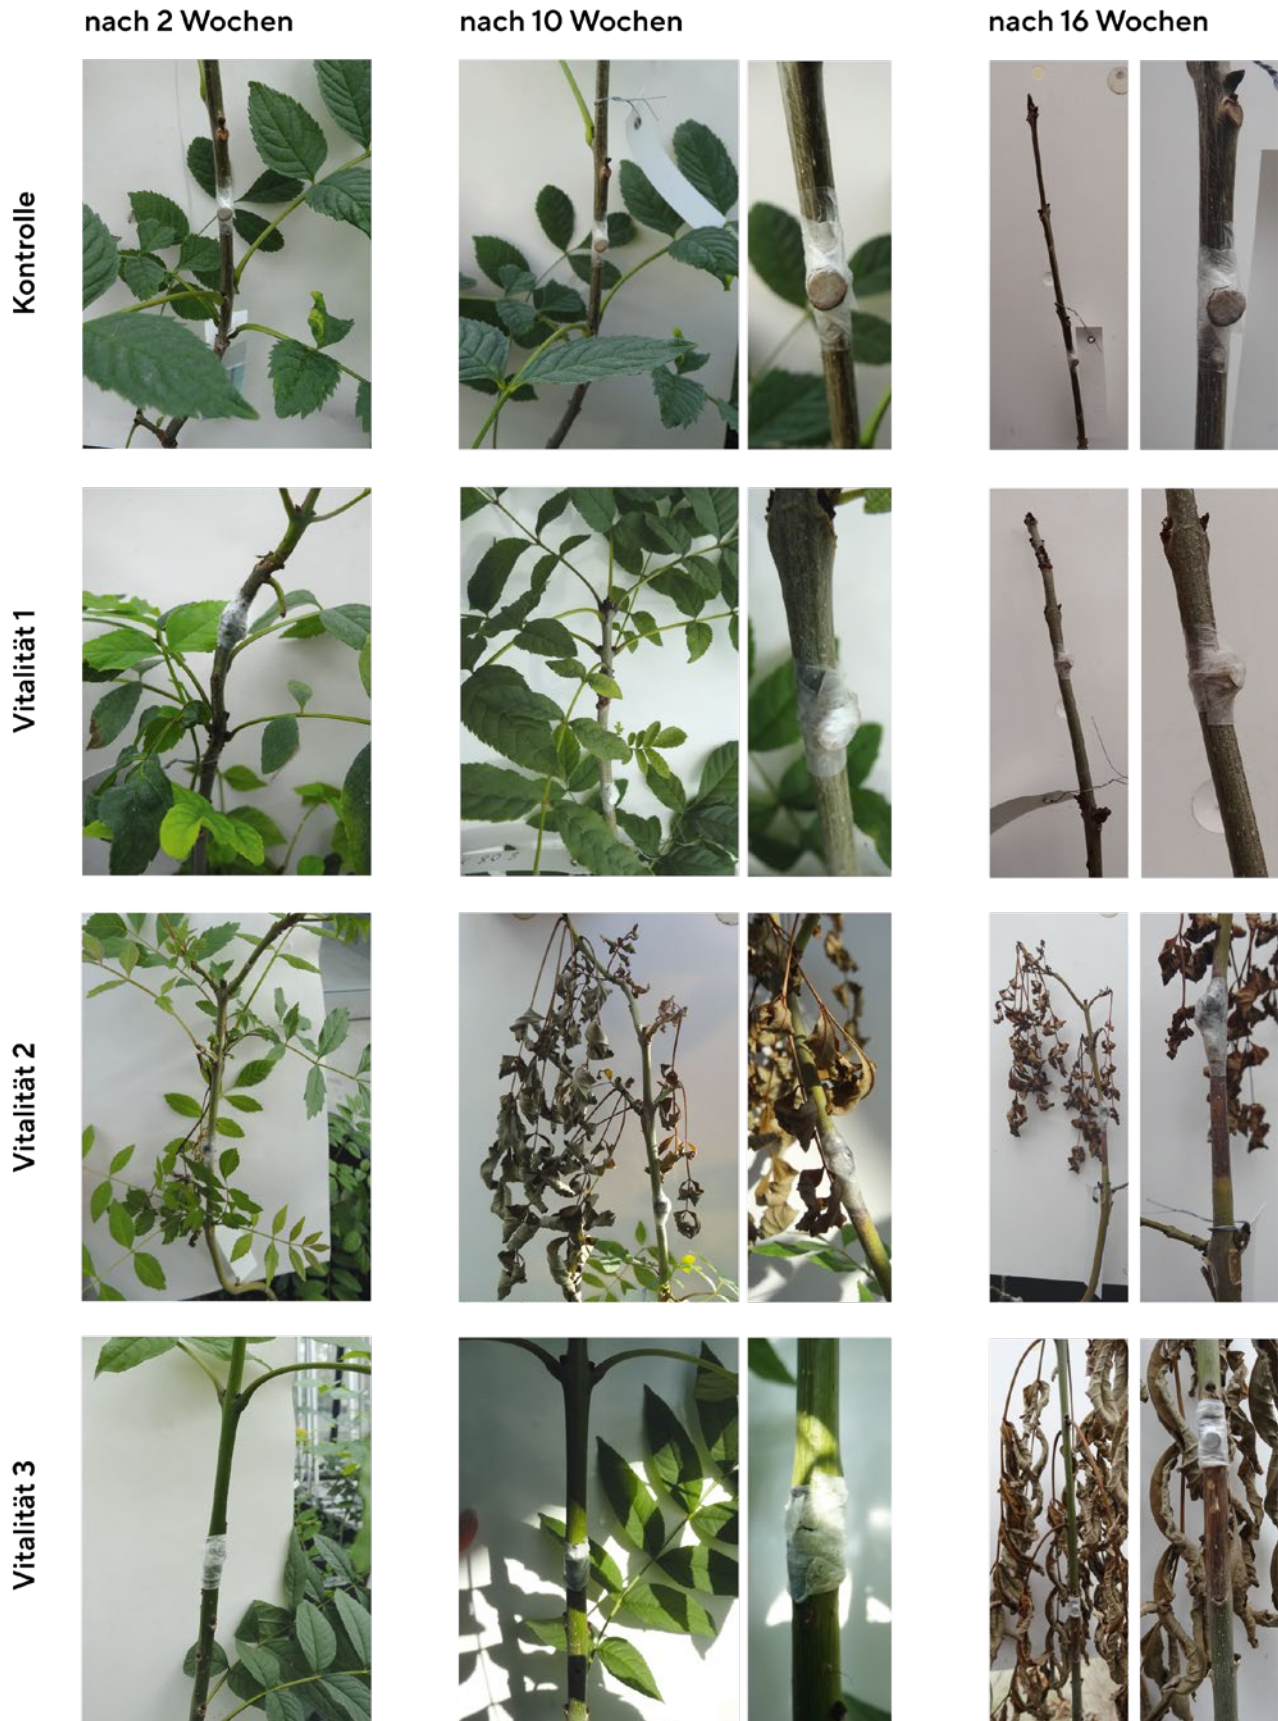 nach 2 Wochen
nach 10 Wochen
nach 16 Wochen
Kontrolle
Vitalität 1
Vitalität 2
Vitalität 3